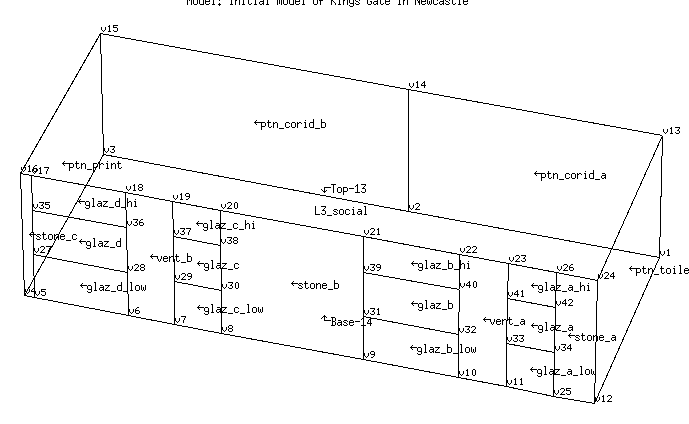 Model: Initial model of Kings Gate in Newcastle
v15
v14
ptn_corid_b
v13
v3
ptn_print
ptn_corid_a
v16 v17
v18
Top-13
v19
v20
glaz_d_hi
L3_social
v2
v35
v36
glaz_c_hi
v21
stone_c
glaz_d
v37
v38
v27
v22
v1
vert_b
v23
glaz_c
glaz_b_hi
v26
v24
ptn_toile
v28
v39
v29
v30
stone_b
v40
glaz_a_hi
glaz_d_low
v4 v5
v41
v42
glaz_b
v6
glaz_c_low
v31
Base-14
vert_a
glaz_a
v7
v8
v32
v33
stone_a
v34
glaz_b_low
v9
glaz_a_low
v10
v11
v25
v12